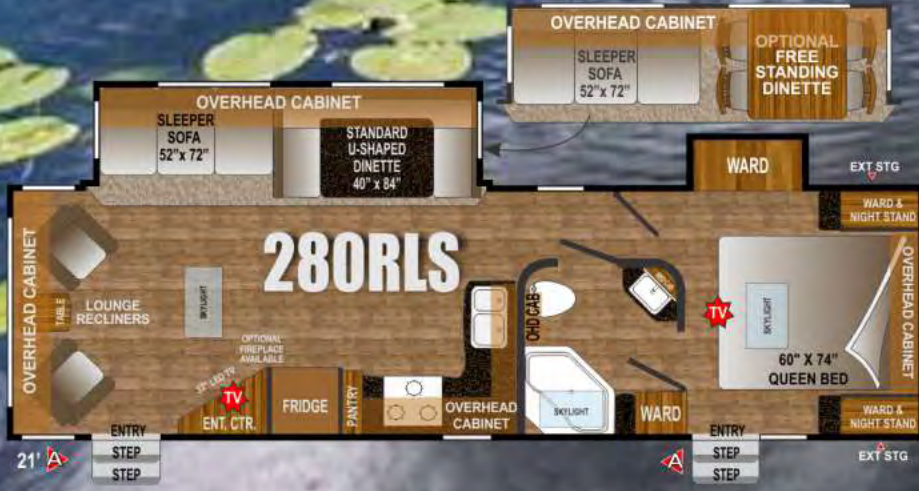 OVERHEAD CABINET
SLEEPER
SOFA
52"x 72"
OPTIONAL
FREE
STANDING
DINETTE
OVERHEAD CABINET
SLEEPER
SOFA
52"x 72"
STANDARD
U-SHAPED
DINETTE
40" x 84"
WARD
EXT STG
WARD &
NIGHT STAND
280RLS
OVERHEAD CABINET
TABLE
LOUNGE
RECLINERS
SKYLIGHT
OPTIONAL
FIREPLACE
AVAILABLE
32" LED TV
TV
ENT. CTR.
FRIDGE
PANTRY
OVERHEAD
CABINET
OHD CAB
SKYLIGHT
WARD
TV
SKYLIGHT
60" X 74"
QUEEN BED
OVERHEAD CABINET
WARD &
NIGHT STAND
EXT STG
21' A
ENTRY
STEP
STEP
A
ENTRY
STEP
STEP